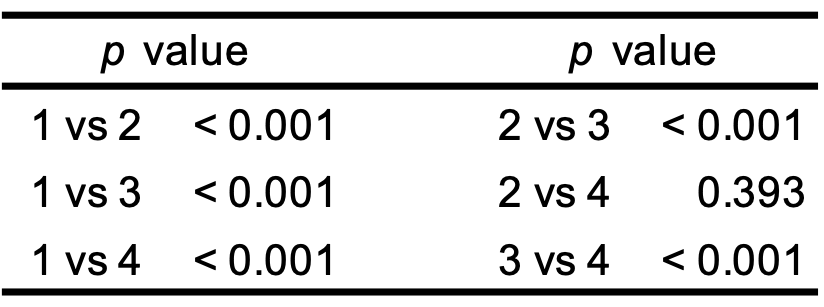 p value p value
1 vs 2 < 0.001 2 vs 3 < 0.001
1 vs 3 < 0.001 2 vs 4 0.393
1 vs 4 < 0.001 3 vs 4 < 0.001